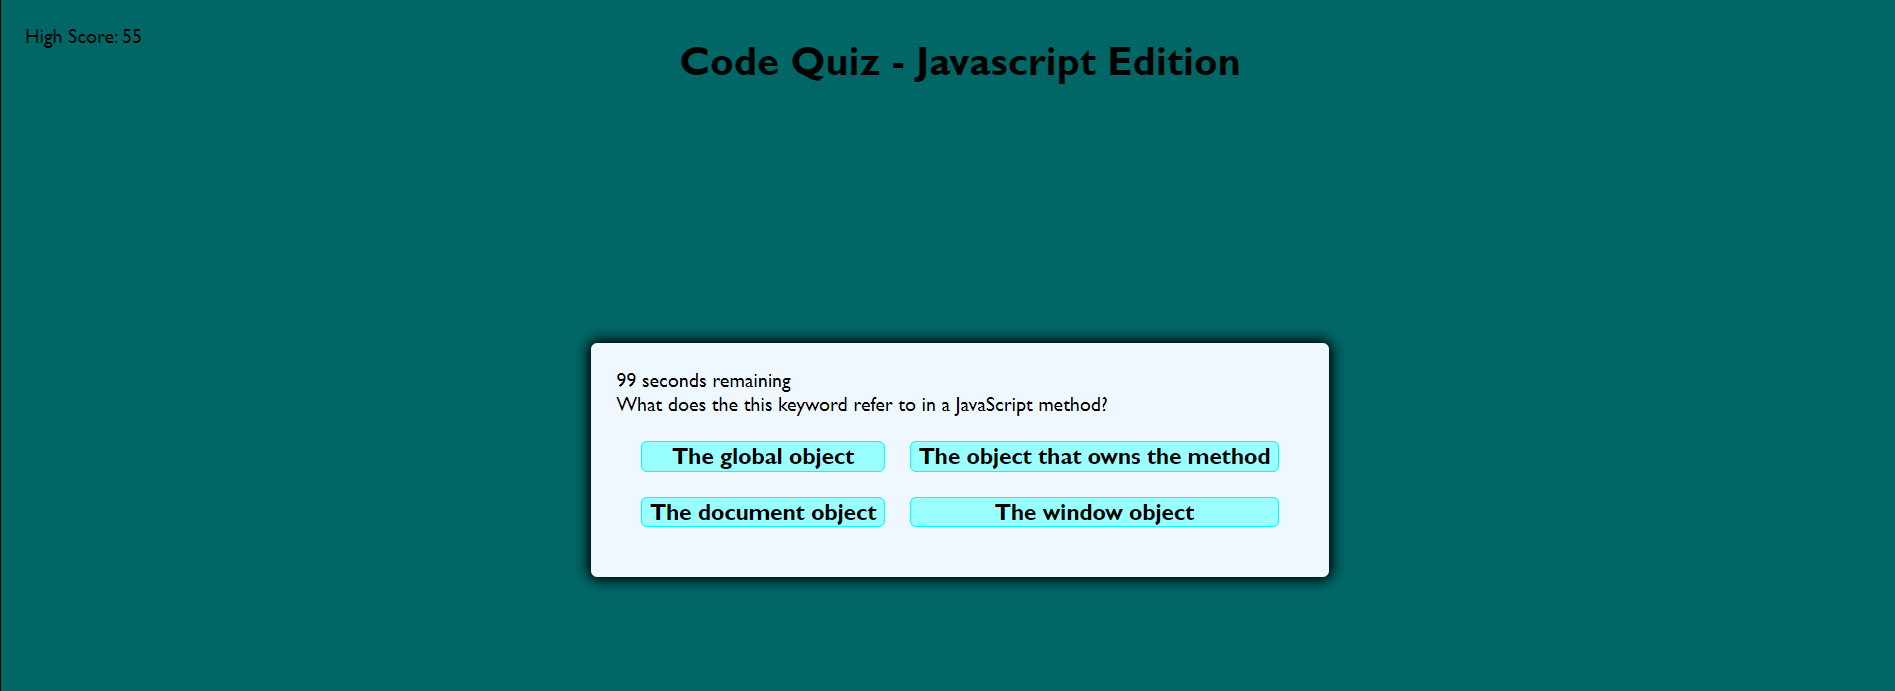 High Score: 55
Code Quiz - Javascript Edition
99 seconds remaining
What does the this keyword refer to in a JavaScript method?
The global object
The object that owns the method
The document object
The window object